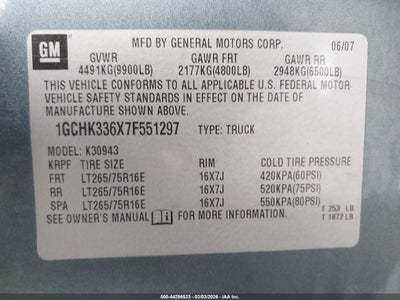 GM
MFD BY GENERAL MOTORS CORP. 06/07
GVWR GAWR FRT GAWR RR
4491KG(9900LB) 2177KG(4800LB) 2948KG(6500LB)
THIS VEHICLE CONFORMS TO ALL APPLICABLE U.S. FEDERAL MOTOR
VEHICLE SAFETY STANDARDS IN EFFECT ON THE DATE OF
MANUFACTURE SHOWN ABOVE.
1GCHK336X7F551297 TYPE: TRUCK
MODEL: K30943
KRPF TIRE SIZE RIM COLD TIRE PRESSURE
FRT LT265/75R16E 16X7J 420KPA(60PSI)
RR LT265/75R16E 16X7J 520KPA(75PSI)
SPA LT265/75R16E 16X7J 550KPA(80PSI)
SEE OWNER'S MANUAL FOR MORE INFORMATION. F 253 LB
T 1872 LB
000-44296523 - 02/03/2026 - IAA Inc.